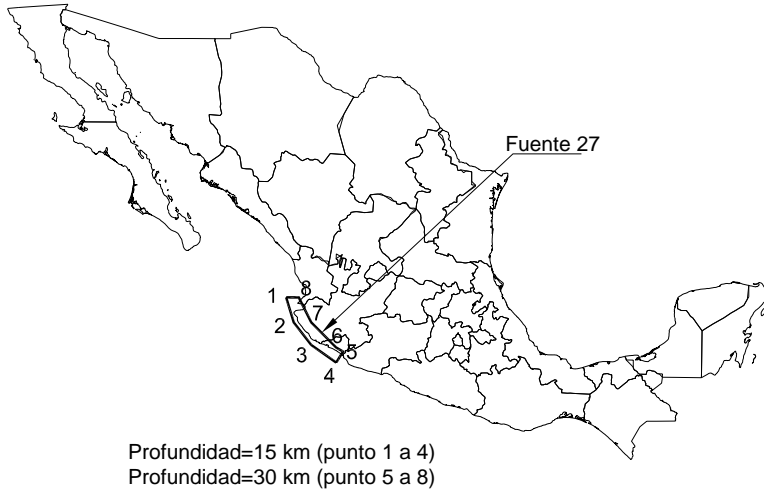 Fuente 27
1
8
2
7
6
3
5
4
Profundidad=15 km (punto 1 a 4)
Profundidad=30 km (punto 5 a 8)